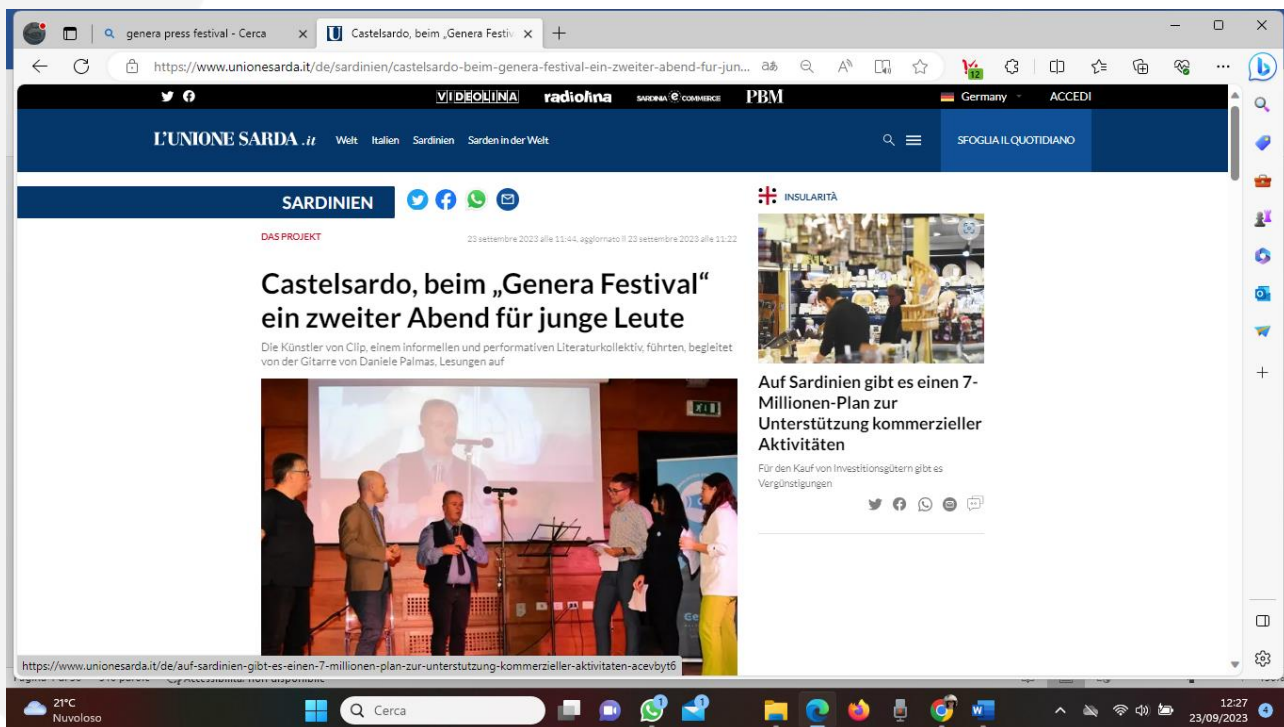 genera press festival - Cerca
Castelsardo, beim „Genera Festiv
https://www.unionesarda.it/de/sardinien/castelsardo-beim-genera-festival-ein-zweiter-abend-fur-jun...
12
VIDEOLINA radiolina SARDINIA @ COMMERCE PBM
Germany ACCEDI
L'UNIONE SARDA .it Welt Italien Sardinien Sarden in der Welt
SFOGLIA IL QUOTIDIANO
SARDINIEN
DAS PROJEKT
23 settembre 2023 alle 11:44, aggiornato il 23 settembre 2023 alle 11:22
Castelsardo, beim „Genera Festival“
ein zweiter Abend für junge Leute
Die Künstler von Clip, einem informellen und performativen Literaturkollektiv, führten, begleitet
von der Gitarre von Daniele Palmas, Lesungen auf
INSULARITÀ
Auf Sardinien gibt es einen 7-
Millionen-Plan zur
Unterstützung kommerzieller
Aktivitäten
Für den Kauf von Investitionsgütern gibt es
Vergünstigungen
https://www.unionesarda.it/de/auf-sardinien-gibt-es-einen-7-millionen-plan-zur-unterstutzung-kommerzieller-aktivitaten-acevbyt6
21°C
Nuvoloso
Cerca
12:27
23/09/2023
4